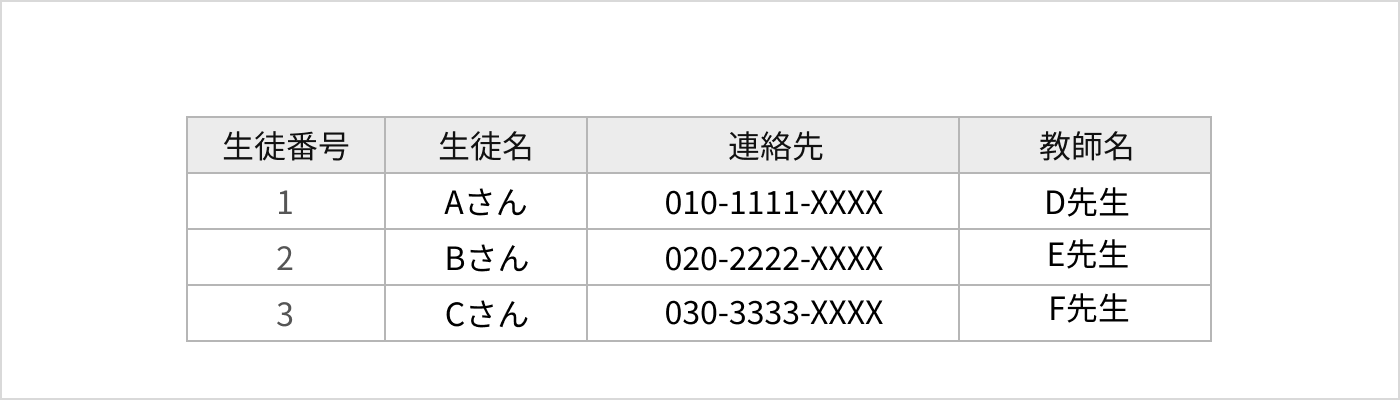 生徒番号 生徒名 連絡先 教師名
1 Aさん 010-1111-XXXX D先生
2 Bさん 020-2222-XXXX E先生
3 Cさん 030-3333-XXXX F先生